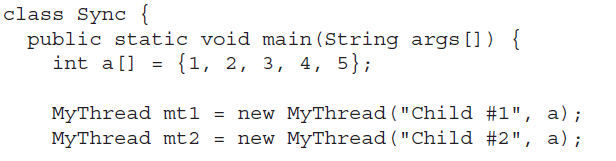 class Sync {
  public static void main(String args[]) {
    int a[] = {1, 2, 3, 4, 5};

    MyThread mt1 = new MyThread("Child #1", a);
    MyThread mt2 = new MyThread("Child #2", a);